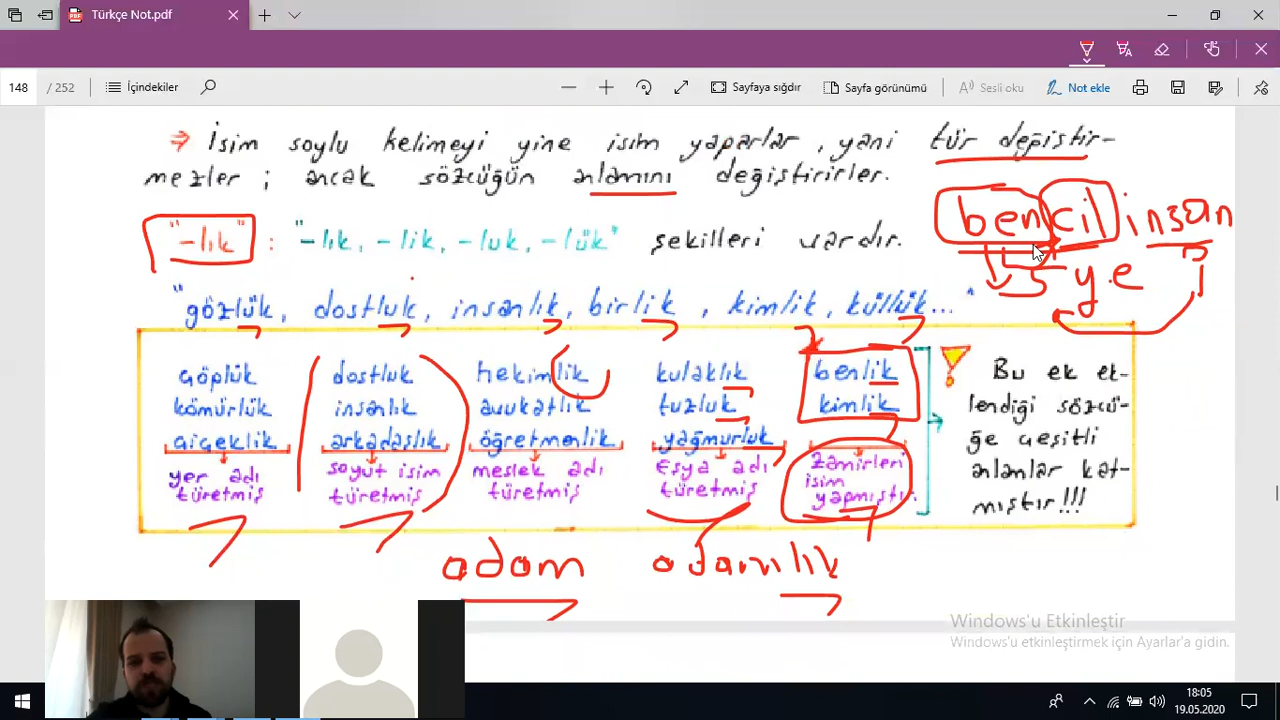 Türkçe Not.pdf
148 / 252
İçindekiler
Sayfaya sığdır
Sayfa görünümü
Sesli oku
Not ekle
⇒ İsim soylu kelimeyi yine isim yaparlar, yani tür değiştir-
mezler ; ancak sözcüğün anlamını değiştirirler.
bencil insan
"-lık" : "-lık, -lik, -luk, -lük" şekilleri vardır.
ye
"gözlük, dostluk, insanlık, birlik, kimlik, küllük..."
çöplük dostluk hekimlik kulaklık benlik
kömürlük insanlık avukatlık tuzluk kimlik
çiçeklik arkadaşlık öğretmenlik yağmurluk
yer adı türetmiş
soyut isim türetmiş
meslek adı türetmiş
eşya adı türetmiş
zamirleri isim yapmıştır.
Bu ek ek-
lendiği sözcü-
ğe çeşitli
anlamlar kat-
mıştır!!!
adam adamlık
Windows'u Etkinleştir
Windows'u etkinleştirmek için Ayarlar'a gidin.
18:05
19.05.2020